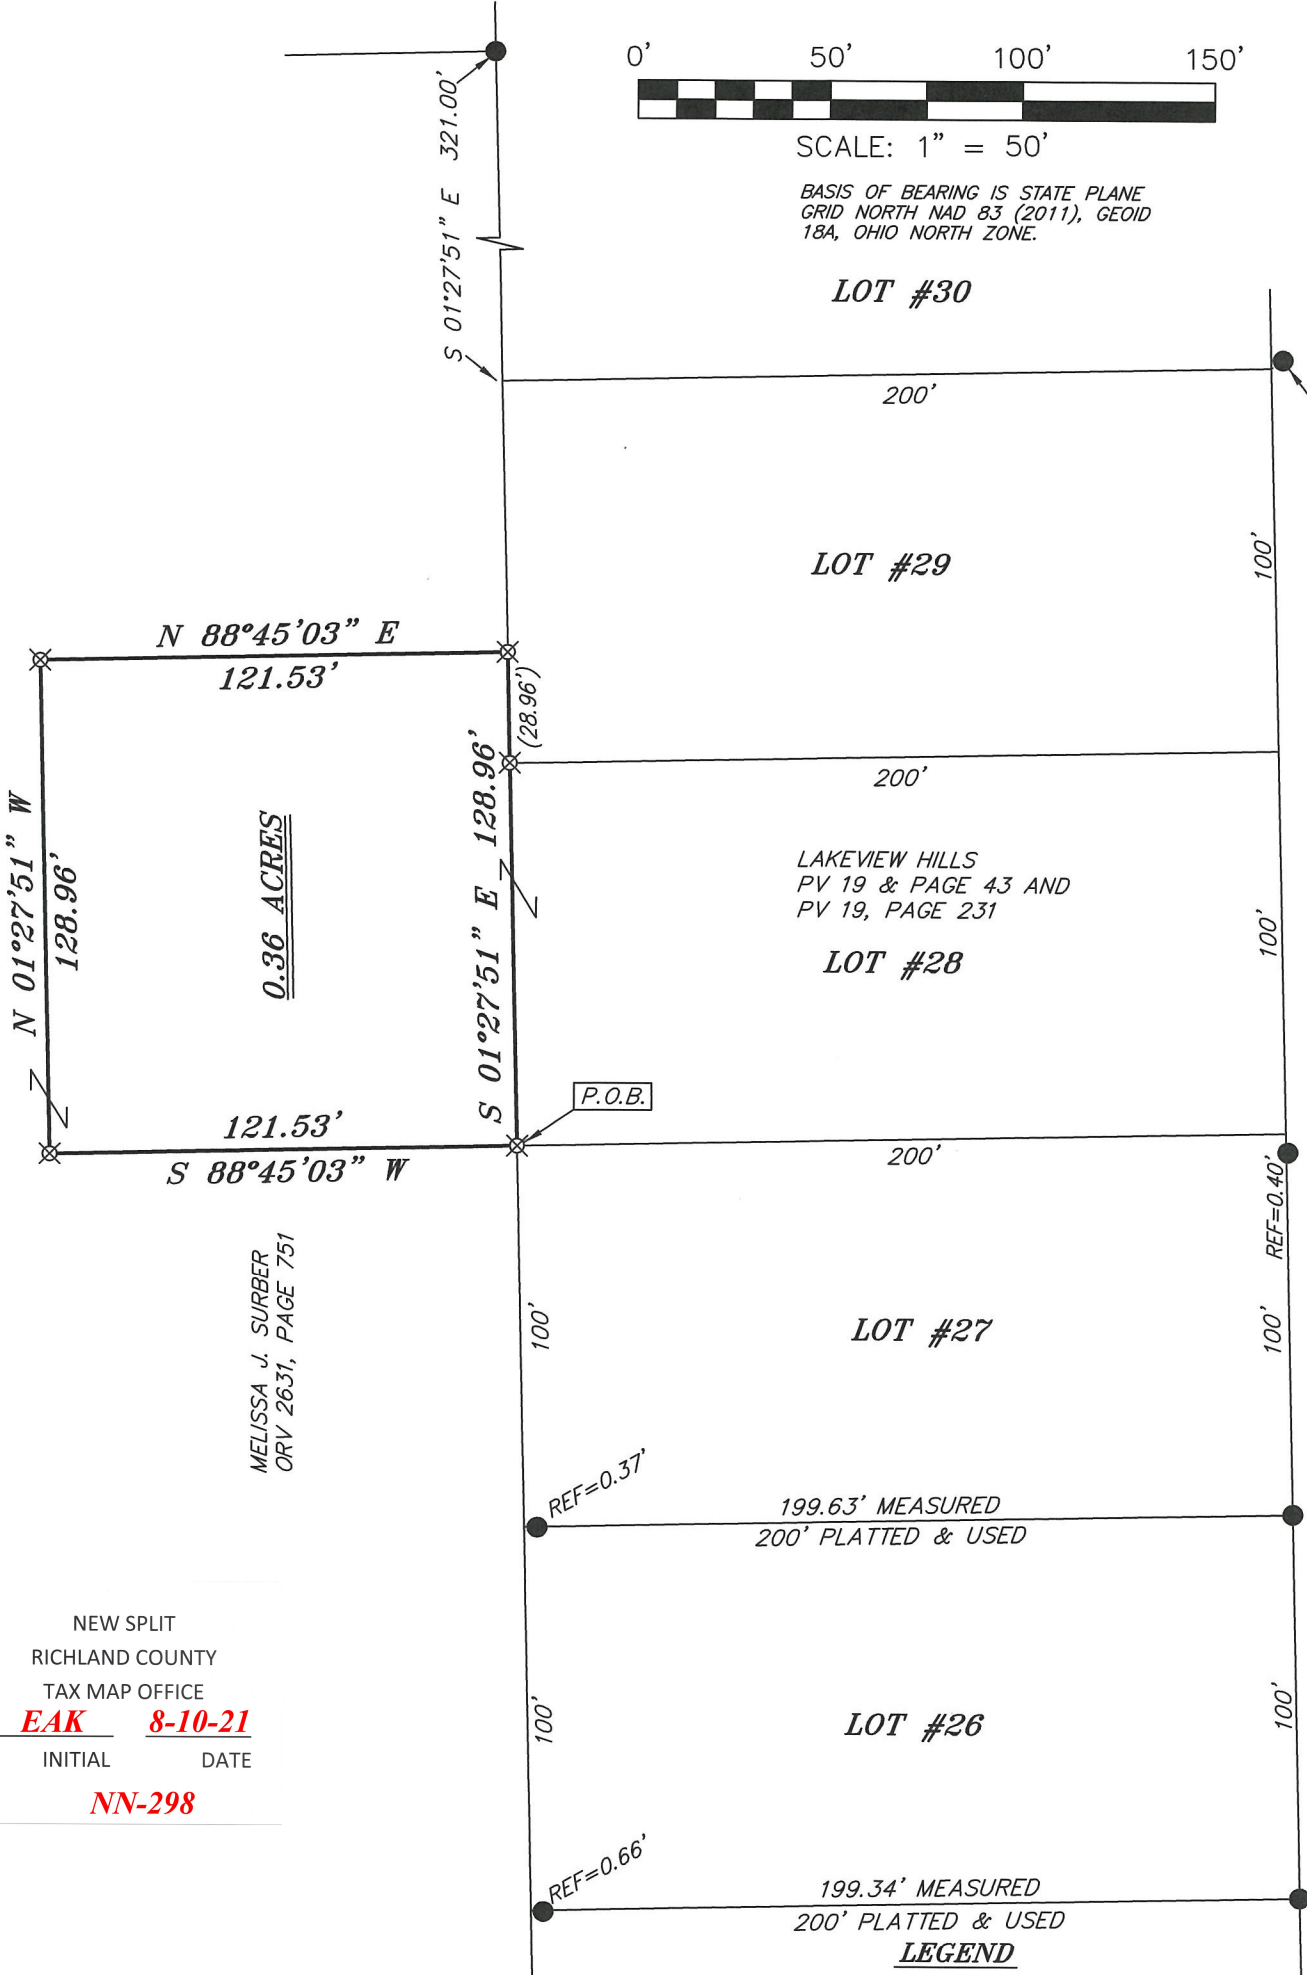 0' 50' 100' 150'
SCALE: 1" = 50'
BASIS OF BEARING IS STATE PLANE
GRID NORTH NAD 83 (2011), GEOID
18A, OHIO NORTH ZONE.
S 01°27'51" E 321.00'
LOT #30
200'
LOT #29
100'
N 88°45'03" E
121.53'
(28.96')
200'
S 01°27'51" E 128.96'
N 01°27'51" W
128.96'
0.36 ACRES
LAKEVIEW HILLS
PV 19 & PAGE 43 AND
PV 19, PAGE 231
LOT #28
100'
P.O.B.
121.53'
S 88°45'03" W
200'
REF=0.40'
MELISSA J. SURBER
ORV 2631, PAGE 751
100'
LOT #27
100'
REF=0.37'
199.63' MEASURED
200' PLATTED & USED
NEW SPLIT
RICHLAND COUNTY
TAX MAP OFFICE
EAK 8-10-21
INITIAL DATE
NN-298
100'
LOT #26
100'
REF=0.66'
199.34' MEASURED
200' PLATTED & USED
LEGEND